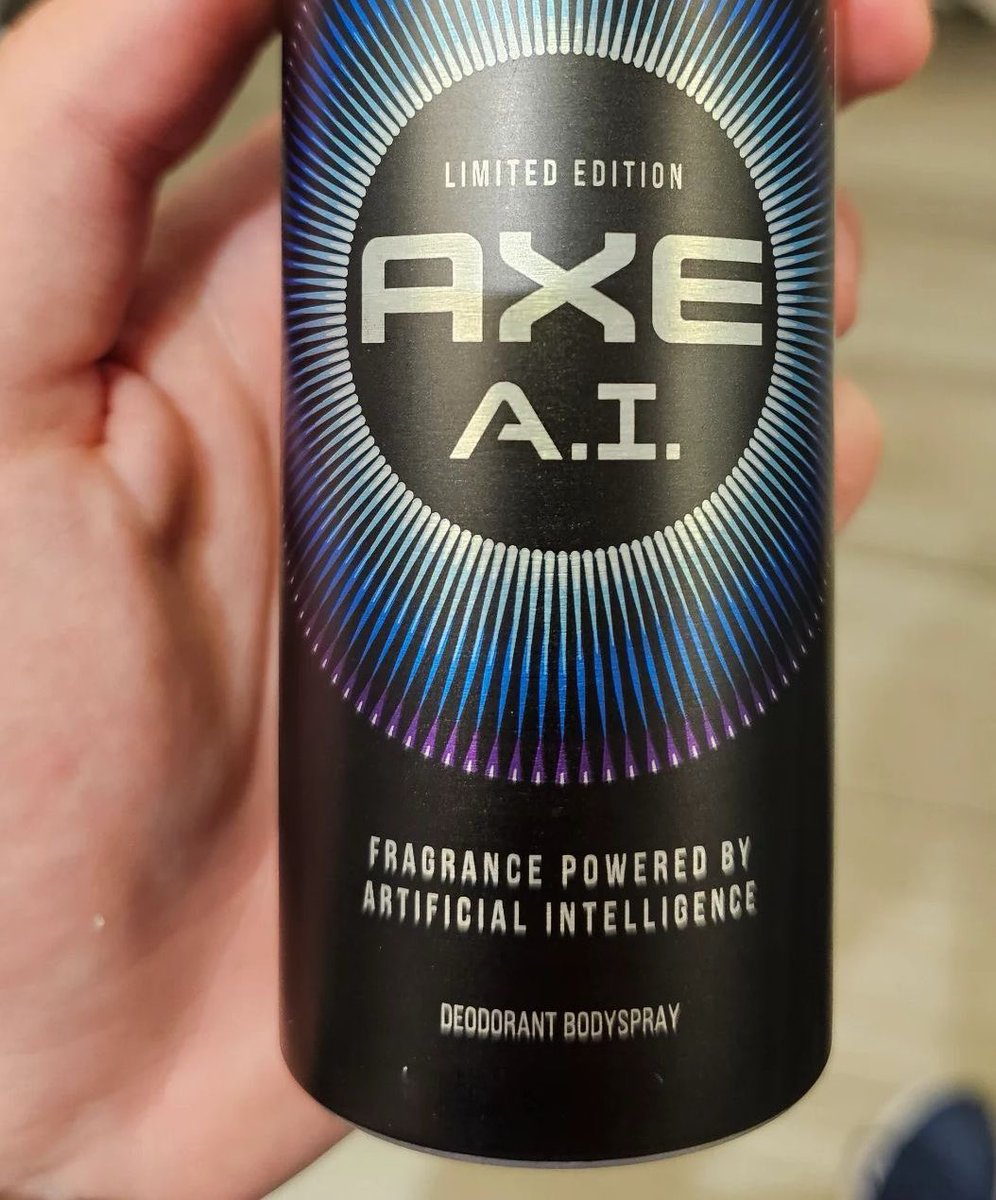 LIMITED EDITION
AXE
A.I.
FRAGRANCE POWERED BY
ARTIFICIAL INTELLIGENCE
DEODORANT BODYSPRAY